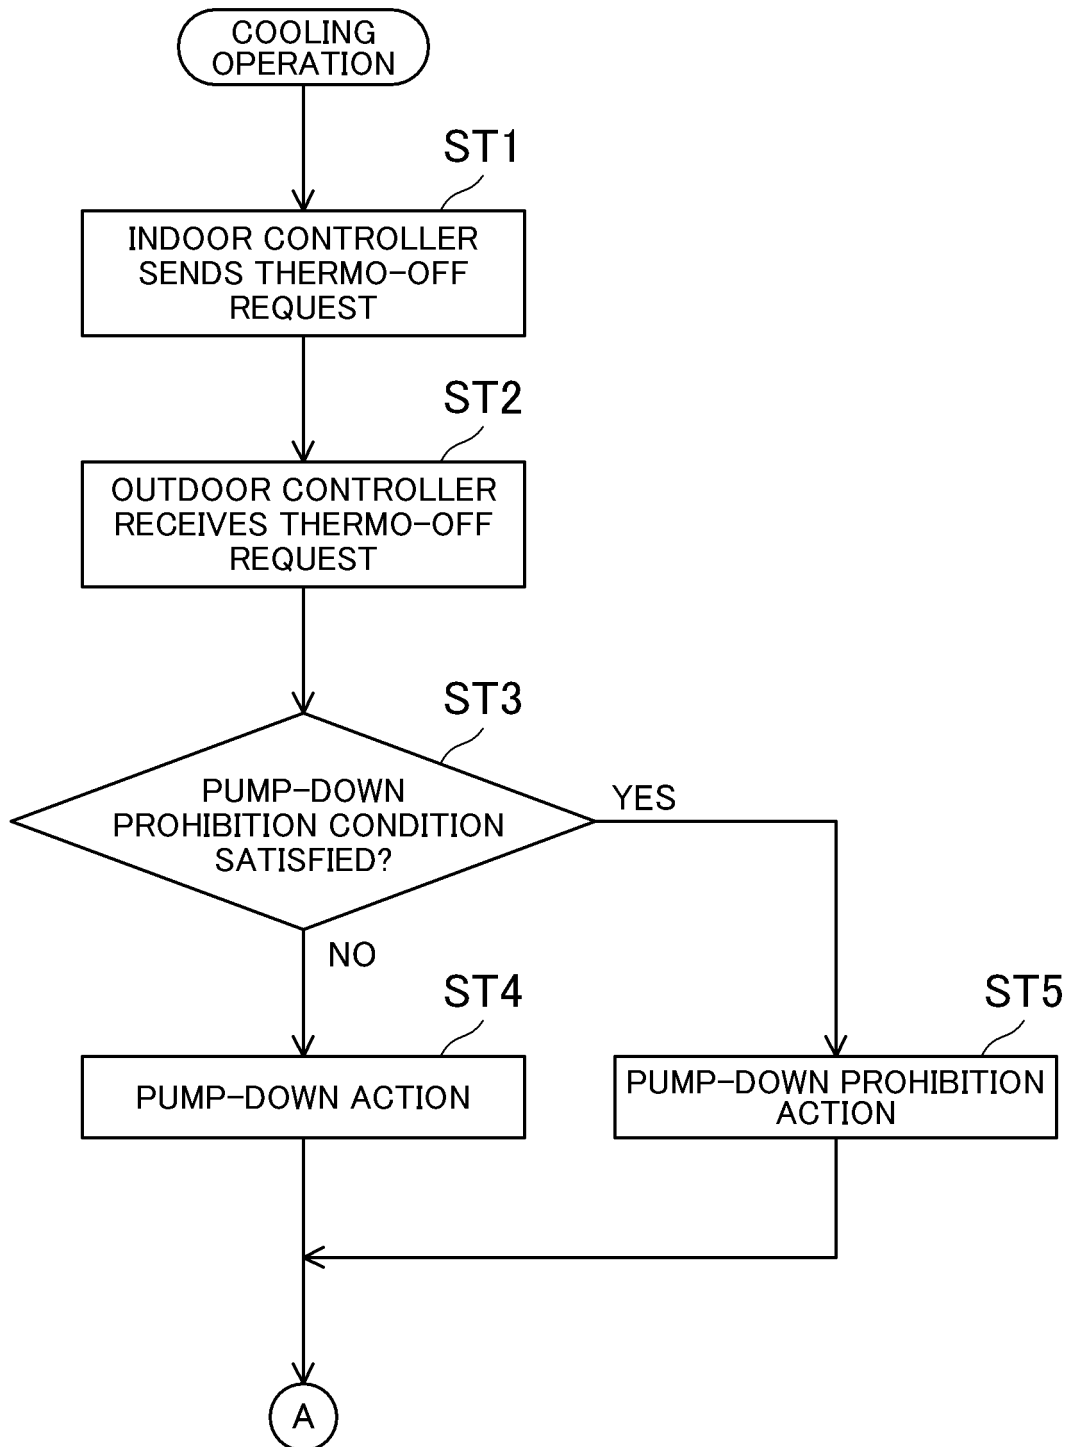 COOLING
OPERATION
ST1
INDOOR CONTROLLER
SENDS THERMO-OFF
REQUEST
ST2
OUTDOOR CONTROLLER
RECEIVES THERMO-OFF
REQUEST
ST3
PUMP-DOWN
PROHIBITION CONDITION
SATISFIED?
YES
NO
ST4
PUMP-DOWN ACTION
ST5
PUMP-DOWN PROHIBITION
ACTION
A